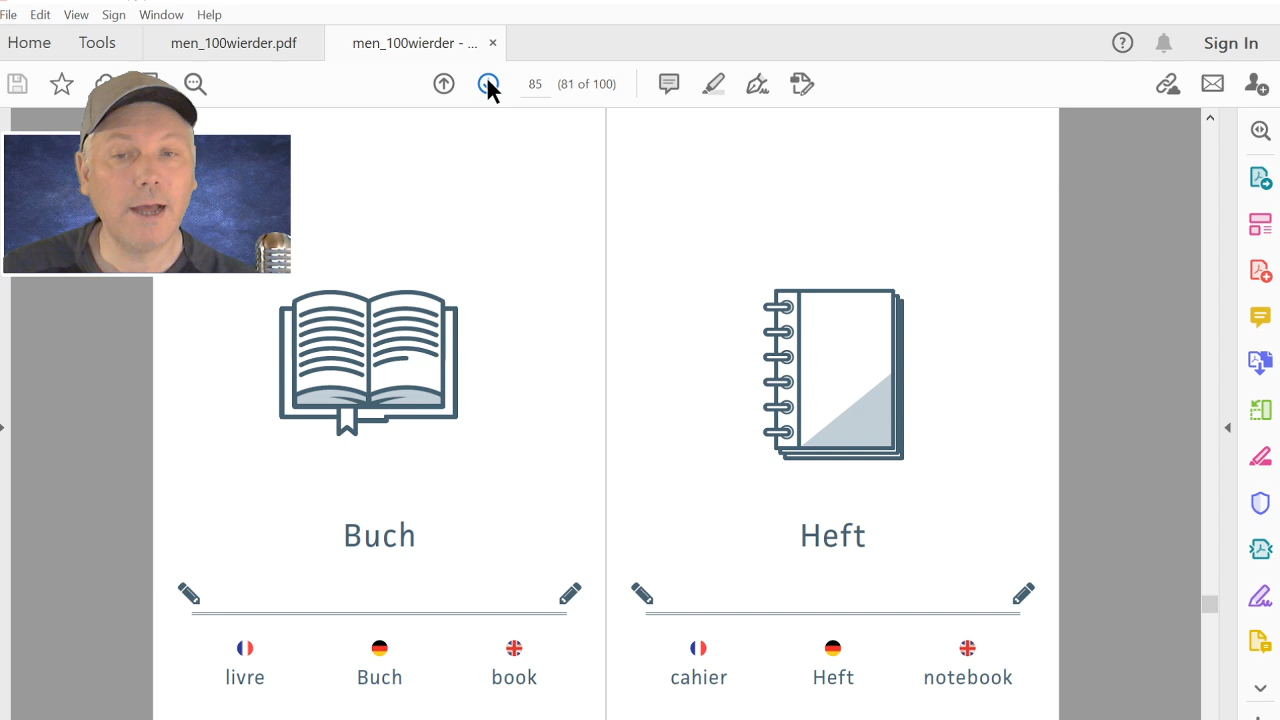 File Edit View Sign Window Help
Home Tools men_100wierder.pdf men_100wierder - ... × Sign In
85 (81 of 100)
Buch
livre Buch book
Heft
cahier Heft notebook